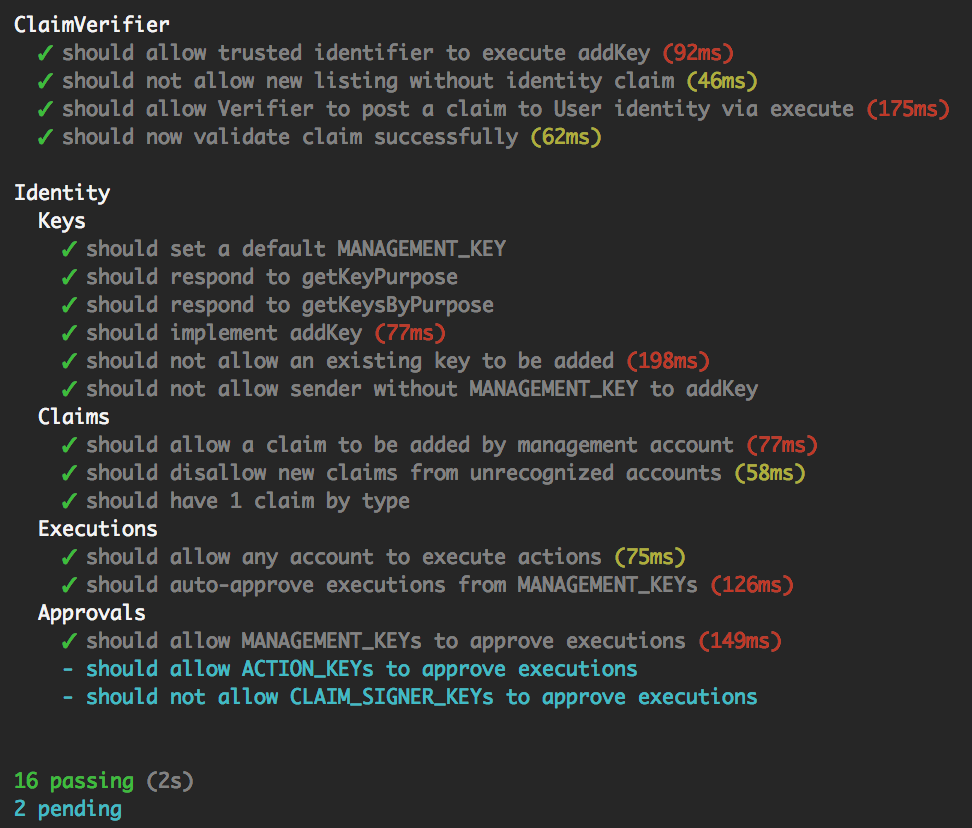 ClaimVerifier
✓ should allow trusted identifier to execute addKey (92ms)
✓ should not allow new listing without identity claim (46ms)
✓ should allow Verifier to post a claim to User identity via execute (175ms)
✓ should now validate claim successfully (62ms)
Identity
Keys
✓ should set a default MANAGEMENT_KEY
✓ should respond to getKeyPurpose
✓ should respond to getKeysByPurpose
✓ should implement addKey (77ms)
✓ should not allow an existing key to be added (198ms)
✓ should not allow sender without MANAGEMENT_KEY to addKey
Claims
✓ should allow a claim to be added by management account (77ms)
✓ should disallow new claims from unrecognized accounts (58ms)
✓ should have 1 claim by type
Executions
✓ should allow any account to execute actions (75ms)
✓ should auto-approve executions from MANAGEMENT_KEYs (126ms)
Approvals
✓ should allow MANAGEMENT_KEYs to approve executions (149ms)
- should allow ACTION_KEYs to approve executions
- should not allow CLAIM_SIGNER_KEYs to approve executions
16 passing (2s)
2 pending